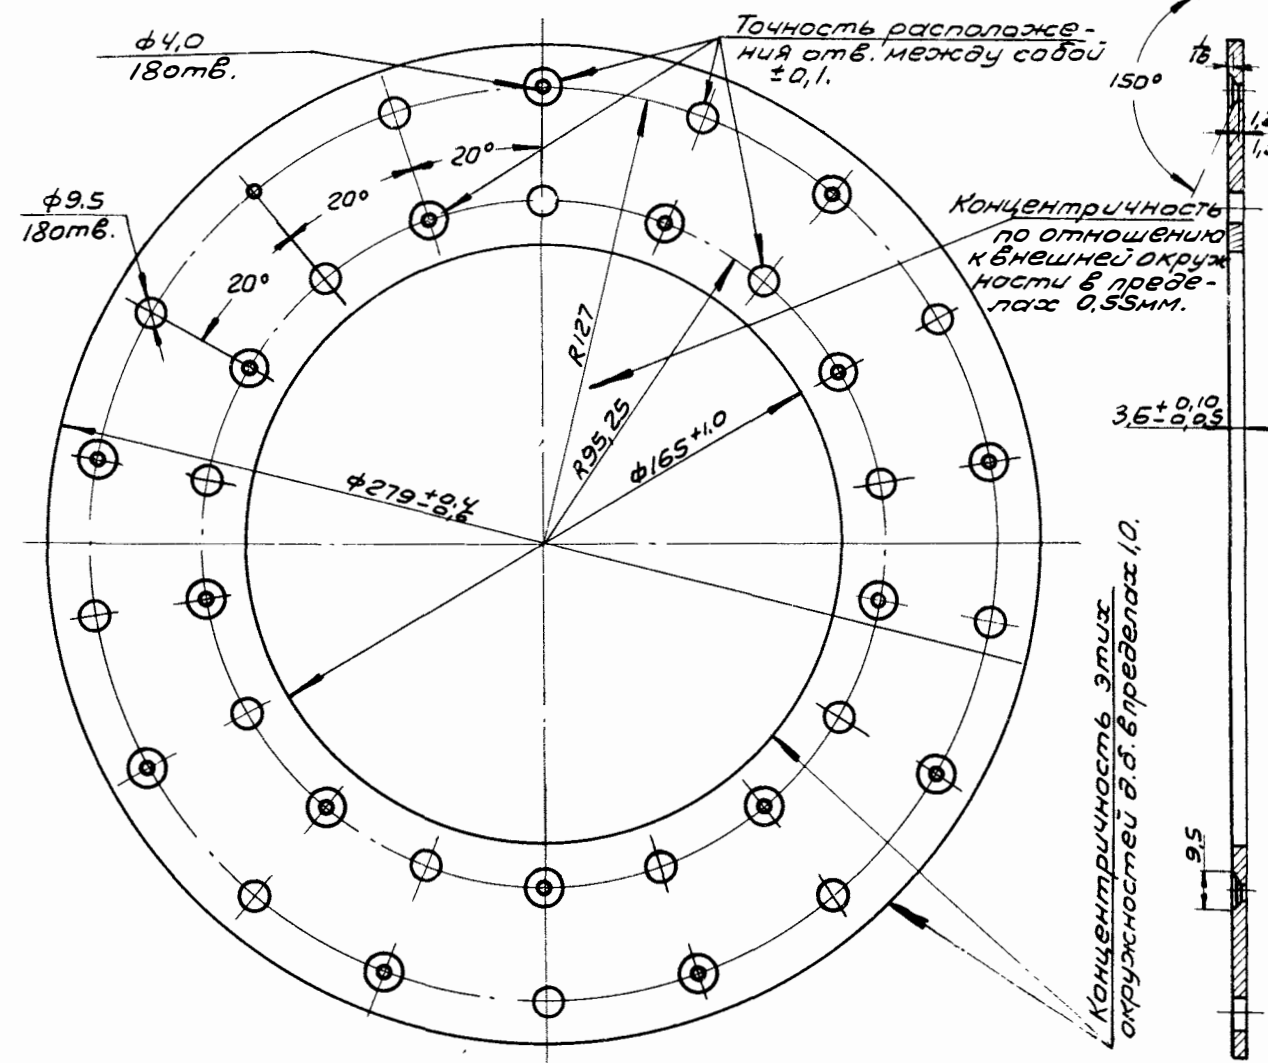 ф4,0
18отв.
Точность расположе-
ния отв. между собой
±0,1.
150°
1,2
20°
20°
20°
ф9.5
18отв.
Концентричность
по отношению
к внешней окруж
ности в преде-
лах 0,55мм.
R127
R95,25
ф165+1.0
ф279+0.4
-0,6
3,6+0,10
-0,05
Концентричность этих
окружностей д.б. в пределах 1,0.
9,5